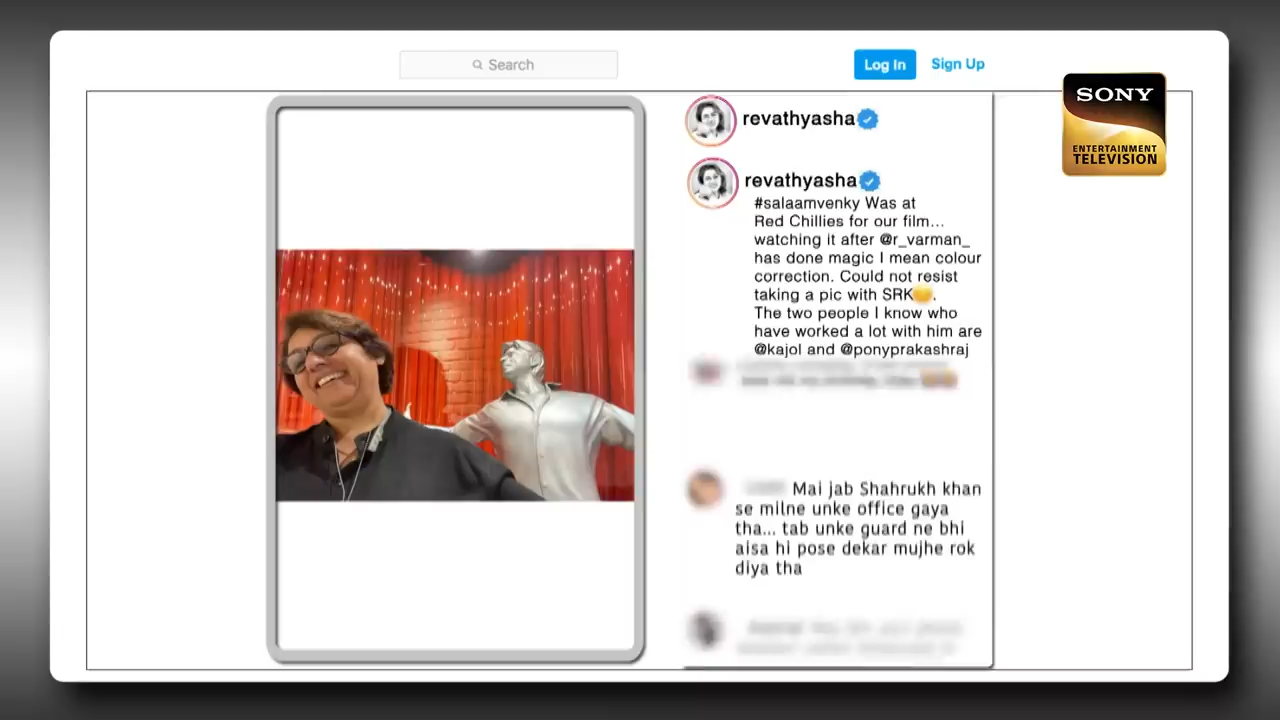 Search
Log In
Sign Up
SONY
ENTERTAINMENT
TELEVISION
revathyasha
revathyasha
#salaamvenky Was at
Red Chillies for our film...
watching it after @r_varman_
has done magic I mean colour
correction. Could not resist
taking a pic with SRK😊.
The two people I know who
have worked a lot with him are
@kajol and @ponyprakashraj
Mai jab Shahrukh khan
se milne unke office gaya
tha... tab unke guard ne bhi
aisa hi pose dekar mujhe rok
diya tha